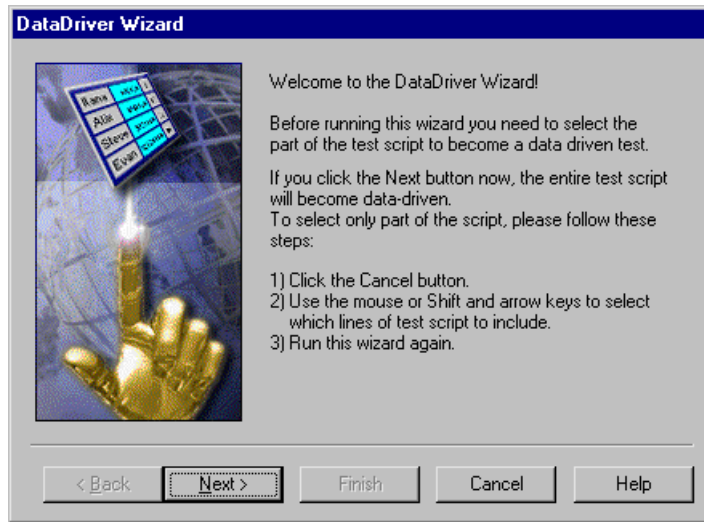 DataDriver Wizard
Rana
Alia
Steve
Evan
Welcome to the DataDriver Wizard!
Before running this wizard you need to select the
part of the test script to become a data driven test.
If you click the Next button now, the entire test script
will become data-driven.
To select only part of the script, please follow these
steps:
1) Click the Cancel button.
2) Use the mouse or Shift and arrow keys to select
which lines of test script to include.
3) Run this wizard again.
< Back
Next >
Finish
Cancel
Help